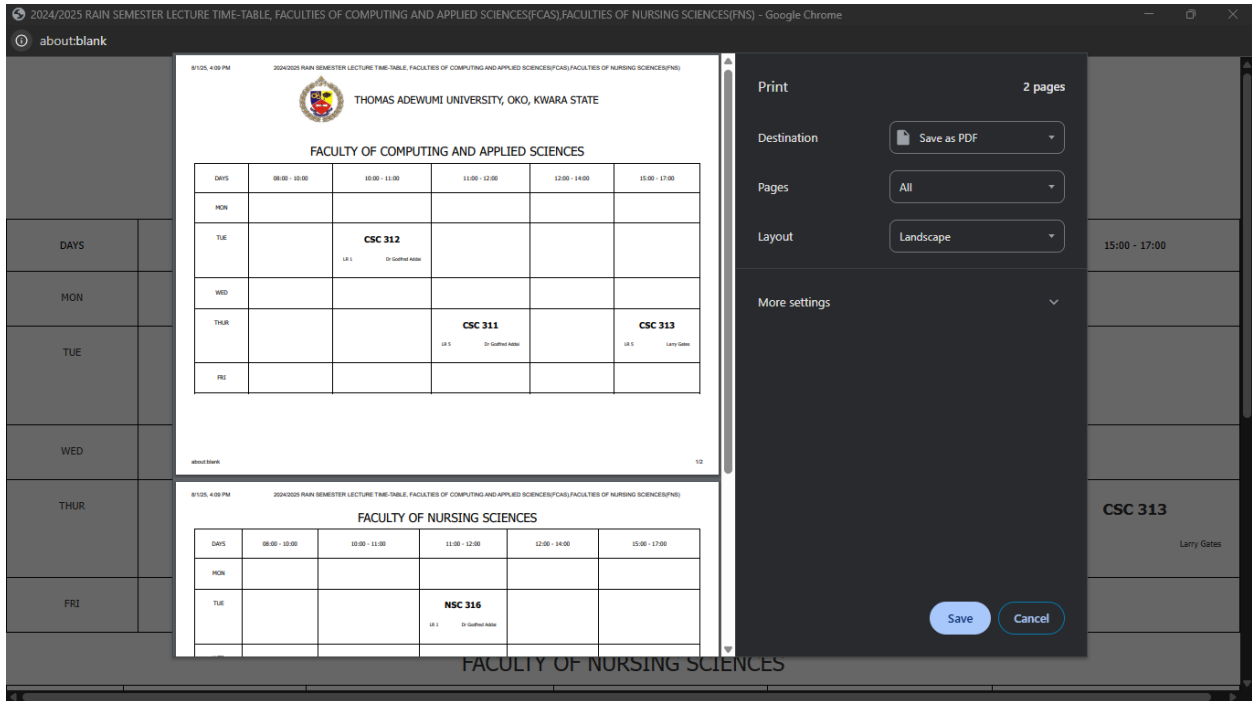 2024/2025 RAIN SEMESTER LECTURE TIME-TABLE, FACULTIES OF COMPUTING AND APPLIED SCIENCES(FCAS),FACULTIES OF NURSING SCIENCES(FNS) - Google Chrome
about:blank
8/1/25, 4:09 PM 2024/2025 RAIN SEMESTER LECTURE TIME-TABLE, FACULTIES OF COMPUTING AND APPLIED SCIENCES(FCAS),FACULTIES OF NURSING SCIENCES(FNS)
THOMAS ADEWUMI UNIVERSITY, OKO, KWARA STATE
FACULTY OF COMPUTING AND APPLIED SCIENCES
DAYS 08:00 - 10:00 10:00 - 11:00 11:00 - 12:00 12:00 - 14:00 15:00 - 17:00
MON
TUE CSC 312
LR 1 Dr Godfred Addai
WED
THUR CSC 311 CSC 313
LR 5 Dr Godfred Addai LR 5 Larry Gates
FRI
about:blank 1/2
8/1/25, 4:09 PM 2024/2025 RAIN SEMESTER LECTURE TIME-TABLE, FACULTIES OF COMPUTING AND APPLIED SCIENCES(FCAS),FACULTIES OF NURSING SCIENCES(FNS)
FACULTY OF NURSING SCIENCES
DAYS 08:00 - 10:00 10:00 - 11:00 11:00 - 12:00 12:00 - 14:00 15:00 - 17:00
MON
TUE NSC 316
LR 1 Dr Godfred Addai
Print 2 pages
Destination Save as PDF
Pages All
Layout Landscape
More settings
Save Cancel
DAYS 15:00 - 17:00
MON
TUE
WED
THUR CSC 313
Larry Gates
FRI
FACULTY OF NURSING SCIENCES